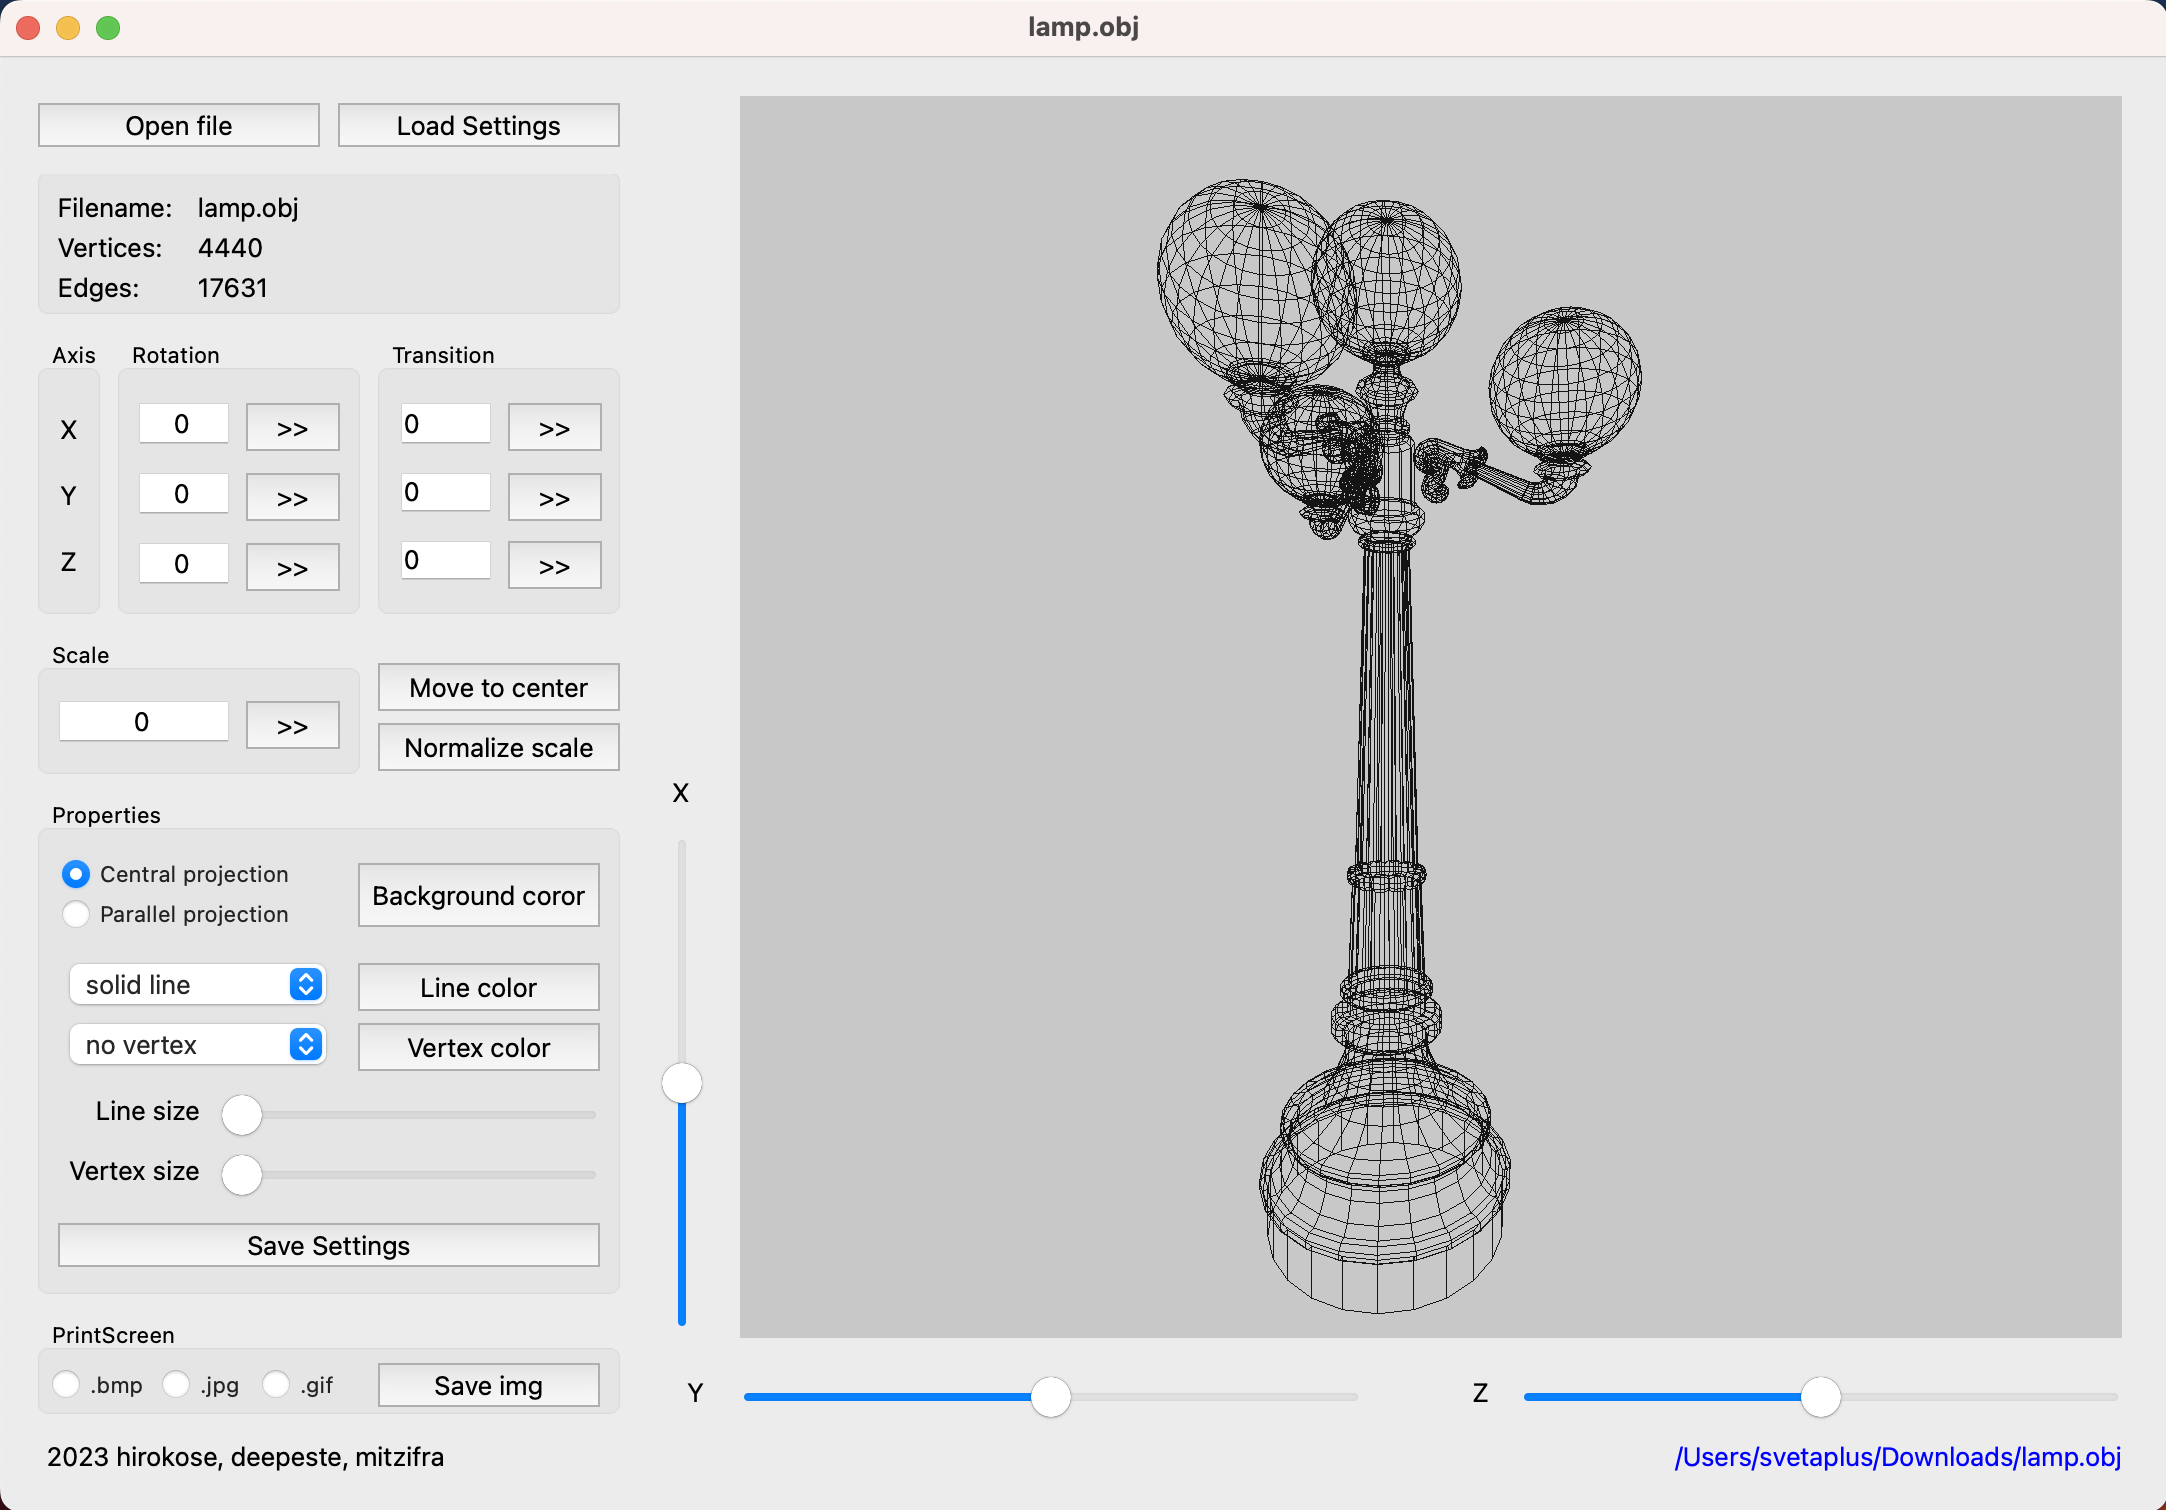 lamp.obj
Open file
Load Settings
Filename: lamp.obj
Vertices: 4440
Edges: 17631
Axis
Rotation
Transition
X
0
>>
0
>>
Y
0
>>
0
>>
Z
0
>>
0
>>
Scale
0
>>
Move to center
Normalize scale
Properties
Central projection
Parallel projection
Background coror
solid line
Line color
no vertex
Vertex color
Line size
Vertex size
Save Settings
PrintScreen
.bmp
.jpg
.gif
Save img
X
Y
Z
2023 hirokose, deepeste, mitzifra
/Users/svetaplus/Downloads/lamp.obj